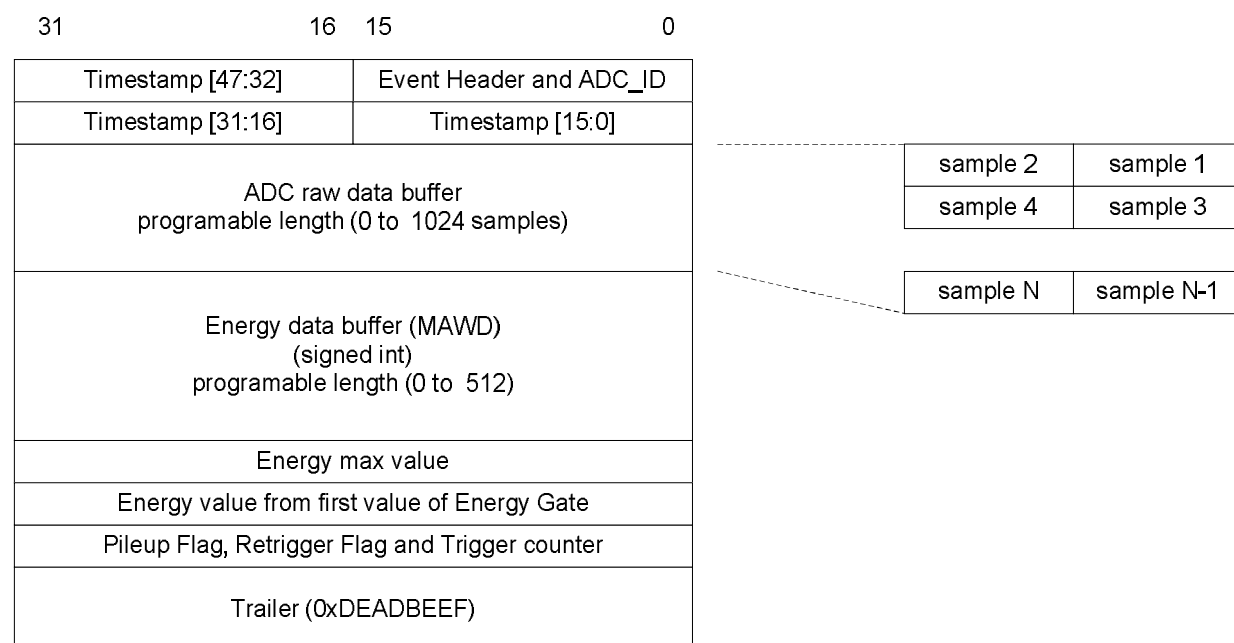 31 16 15 0
Timestamp [47:32] Event Header and ADC_ID
Timestamp [31:16] Timestamp [15:0]
ADC raw data buffer
programable length (0 to 1024 samples)
sample 2 sample 1
sample 4 sample 3
sample N sample N-1
Energy data buffer (MAWD)
(signed int)
programable length (0 to 512)
Energy max value
Energy value from first value of Energy Gate
Pileup Flag, Retrigger Flag and Trigger counter
Trailer (0xDEADBEEF)